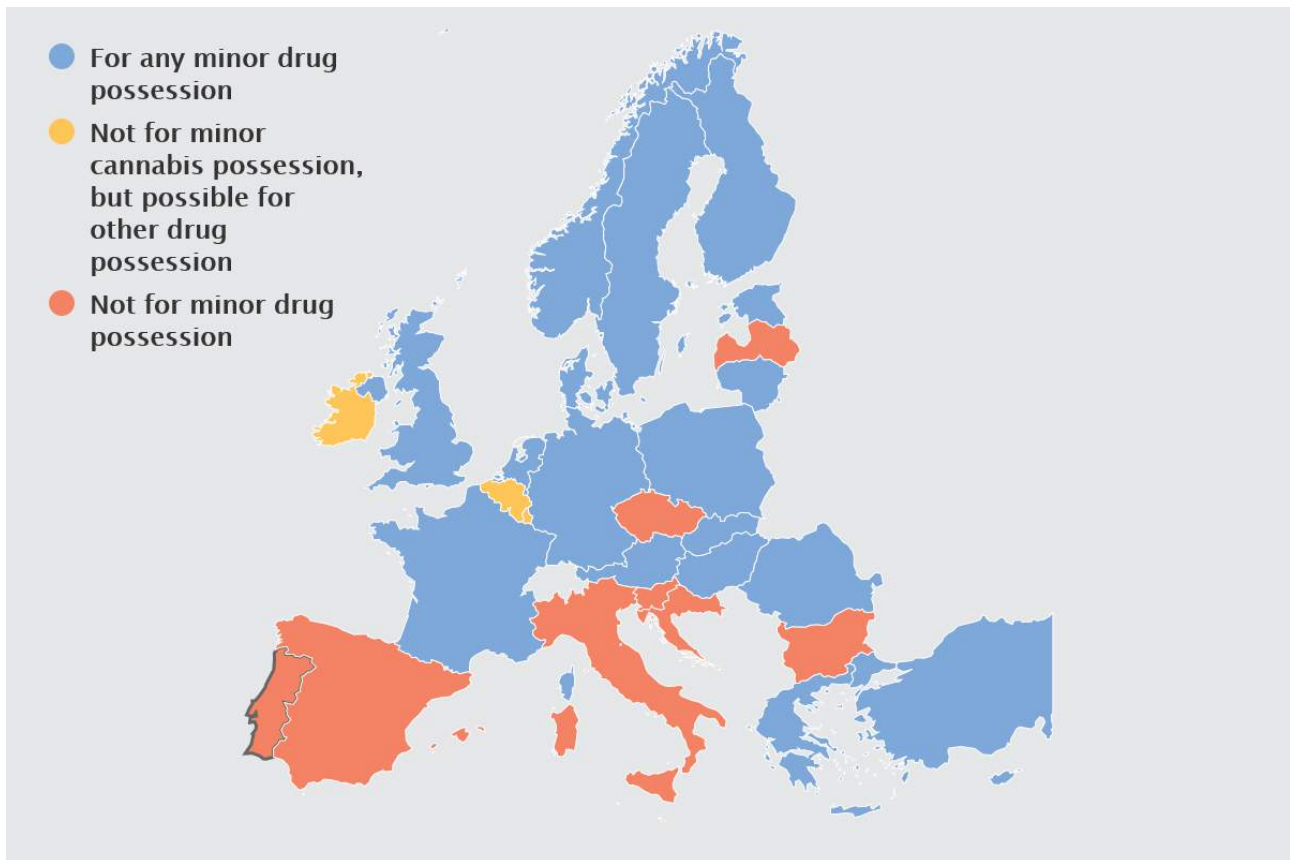 For any minor drug
possession
Not for minor
cannabis possession,
but possible for
other drug
possession
Not for minor drug
possession